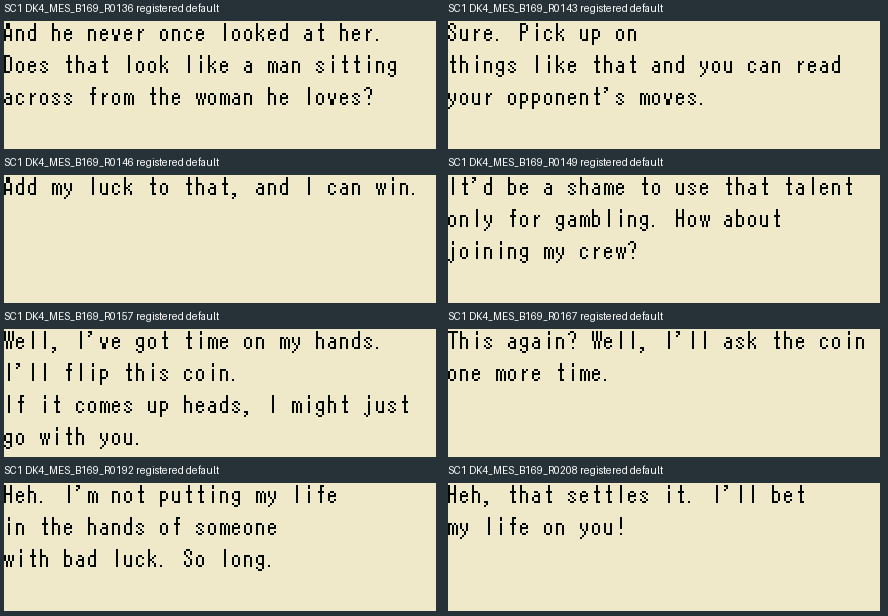 SC1 DK4_MES_B169_R0136 registered default
And he never once looked at her.
Does that look like a man sitting
across from the woman he loves?
SC1 DK4_MES_B169_R0143 registered default
Sure. Pick up on
things like that and you can read
your opponent's moves.
SC1 DK4_MES_B169_R0146 registered default
Add my luck to that, and I can win.
SC1 DK4_MES_B169_R0149 registered default
It'd be a shame to use that talent
only for gambling. How about
joining my crew?
SC1 DK4_MES_B169_R0157 registered default
Well, I've got time on my hands.
I'll flip this coin.
If it comes up heads, I might just
go with you.
SC1 DK4_MES_B169_R0167 registered default
This again? Well, I'll ask the coin
one more time.
SC1 DK4_MES_B169_R0192 registered default
Heh. I'm not putting my life
in the hands of someone
with bad luck. So long.
SC1 DK4_MES_B169_R0208 registered default
Heh, that settles it. I'll bet
my life on you!